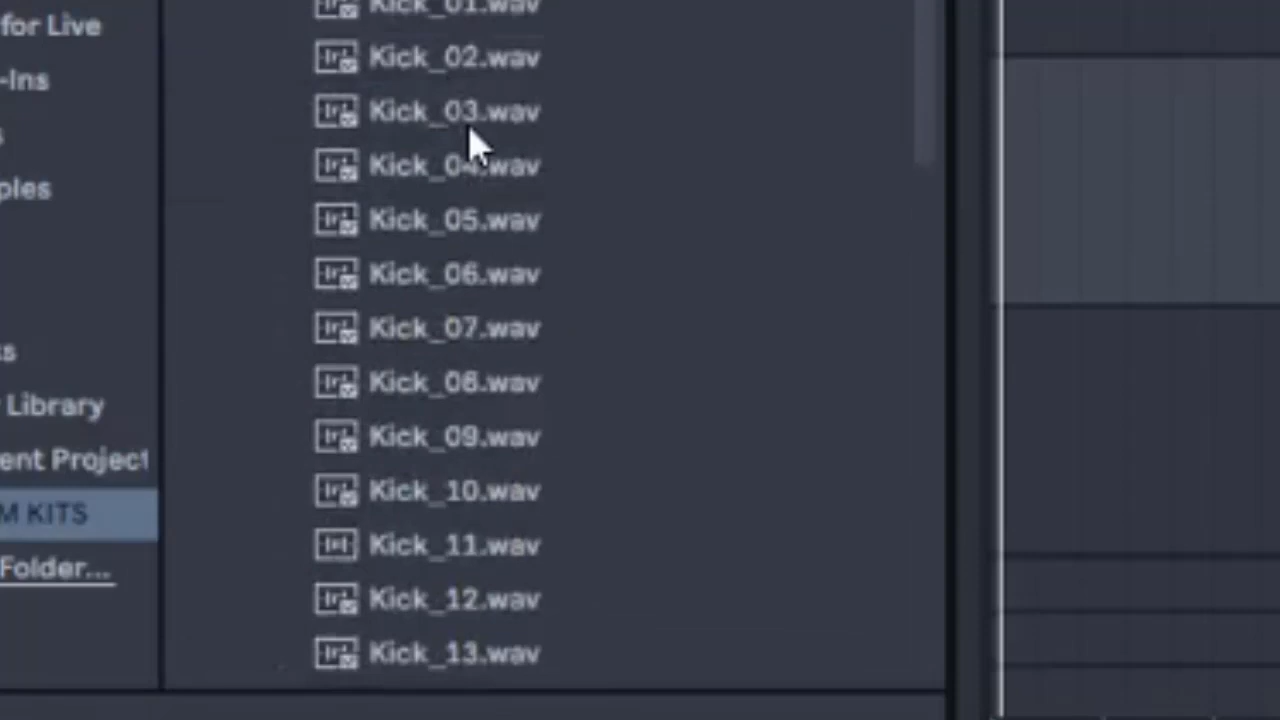 for Live
-Ins
s
ples
s
Library
ent Project
M KITS
Folder...
Kick_01.wav
Kick_02.wav
Kick_03.wav
Kick_04.wav
Kick_05.wav
Kick_06.wav
Kick_07.wav
Kick_08.wav
Kick_09.wav
Kick_10.wav
Kick_11.wav
Kick_12.wav
Kick_13.wav